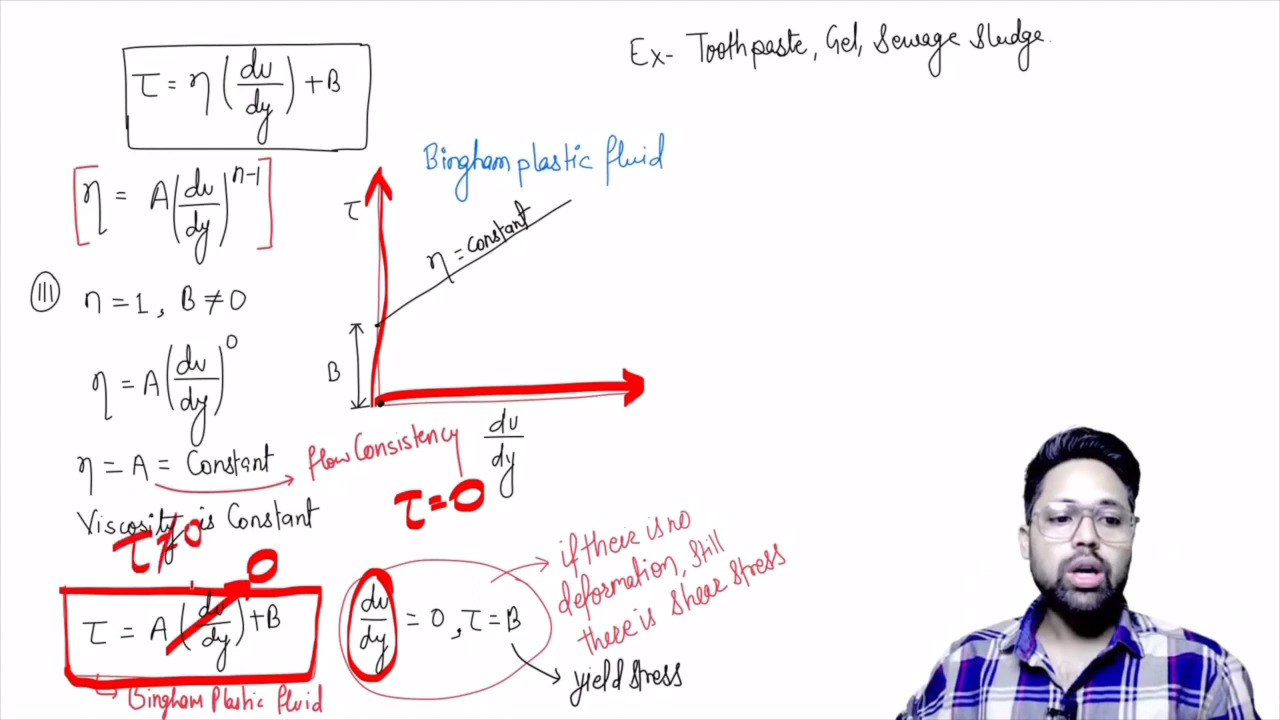 Ex- Toothpaste, Gel, Sewage Sludge.
τ = η (du/dy) + B
[η = A(du/dy)^n-1]
Bingham plastic fluid
τ
η = constant
B
du/dy
III n = 1, B ≠ 0
η = A(du/dy)^0
η = A = Constant → flow Consistency
Viscosity is Constant
τ = 0
τ ≠ 0
0
τ = A(du/dy) + B
Bingham Plastic fluid
du/dy = 0, τ = B
if there is no
deformation, still
there is shear stress
yield stress